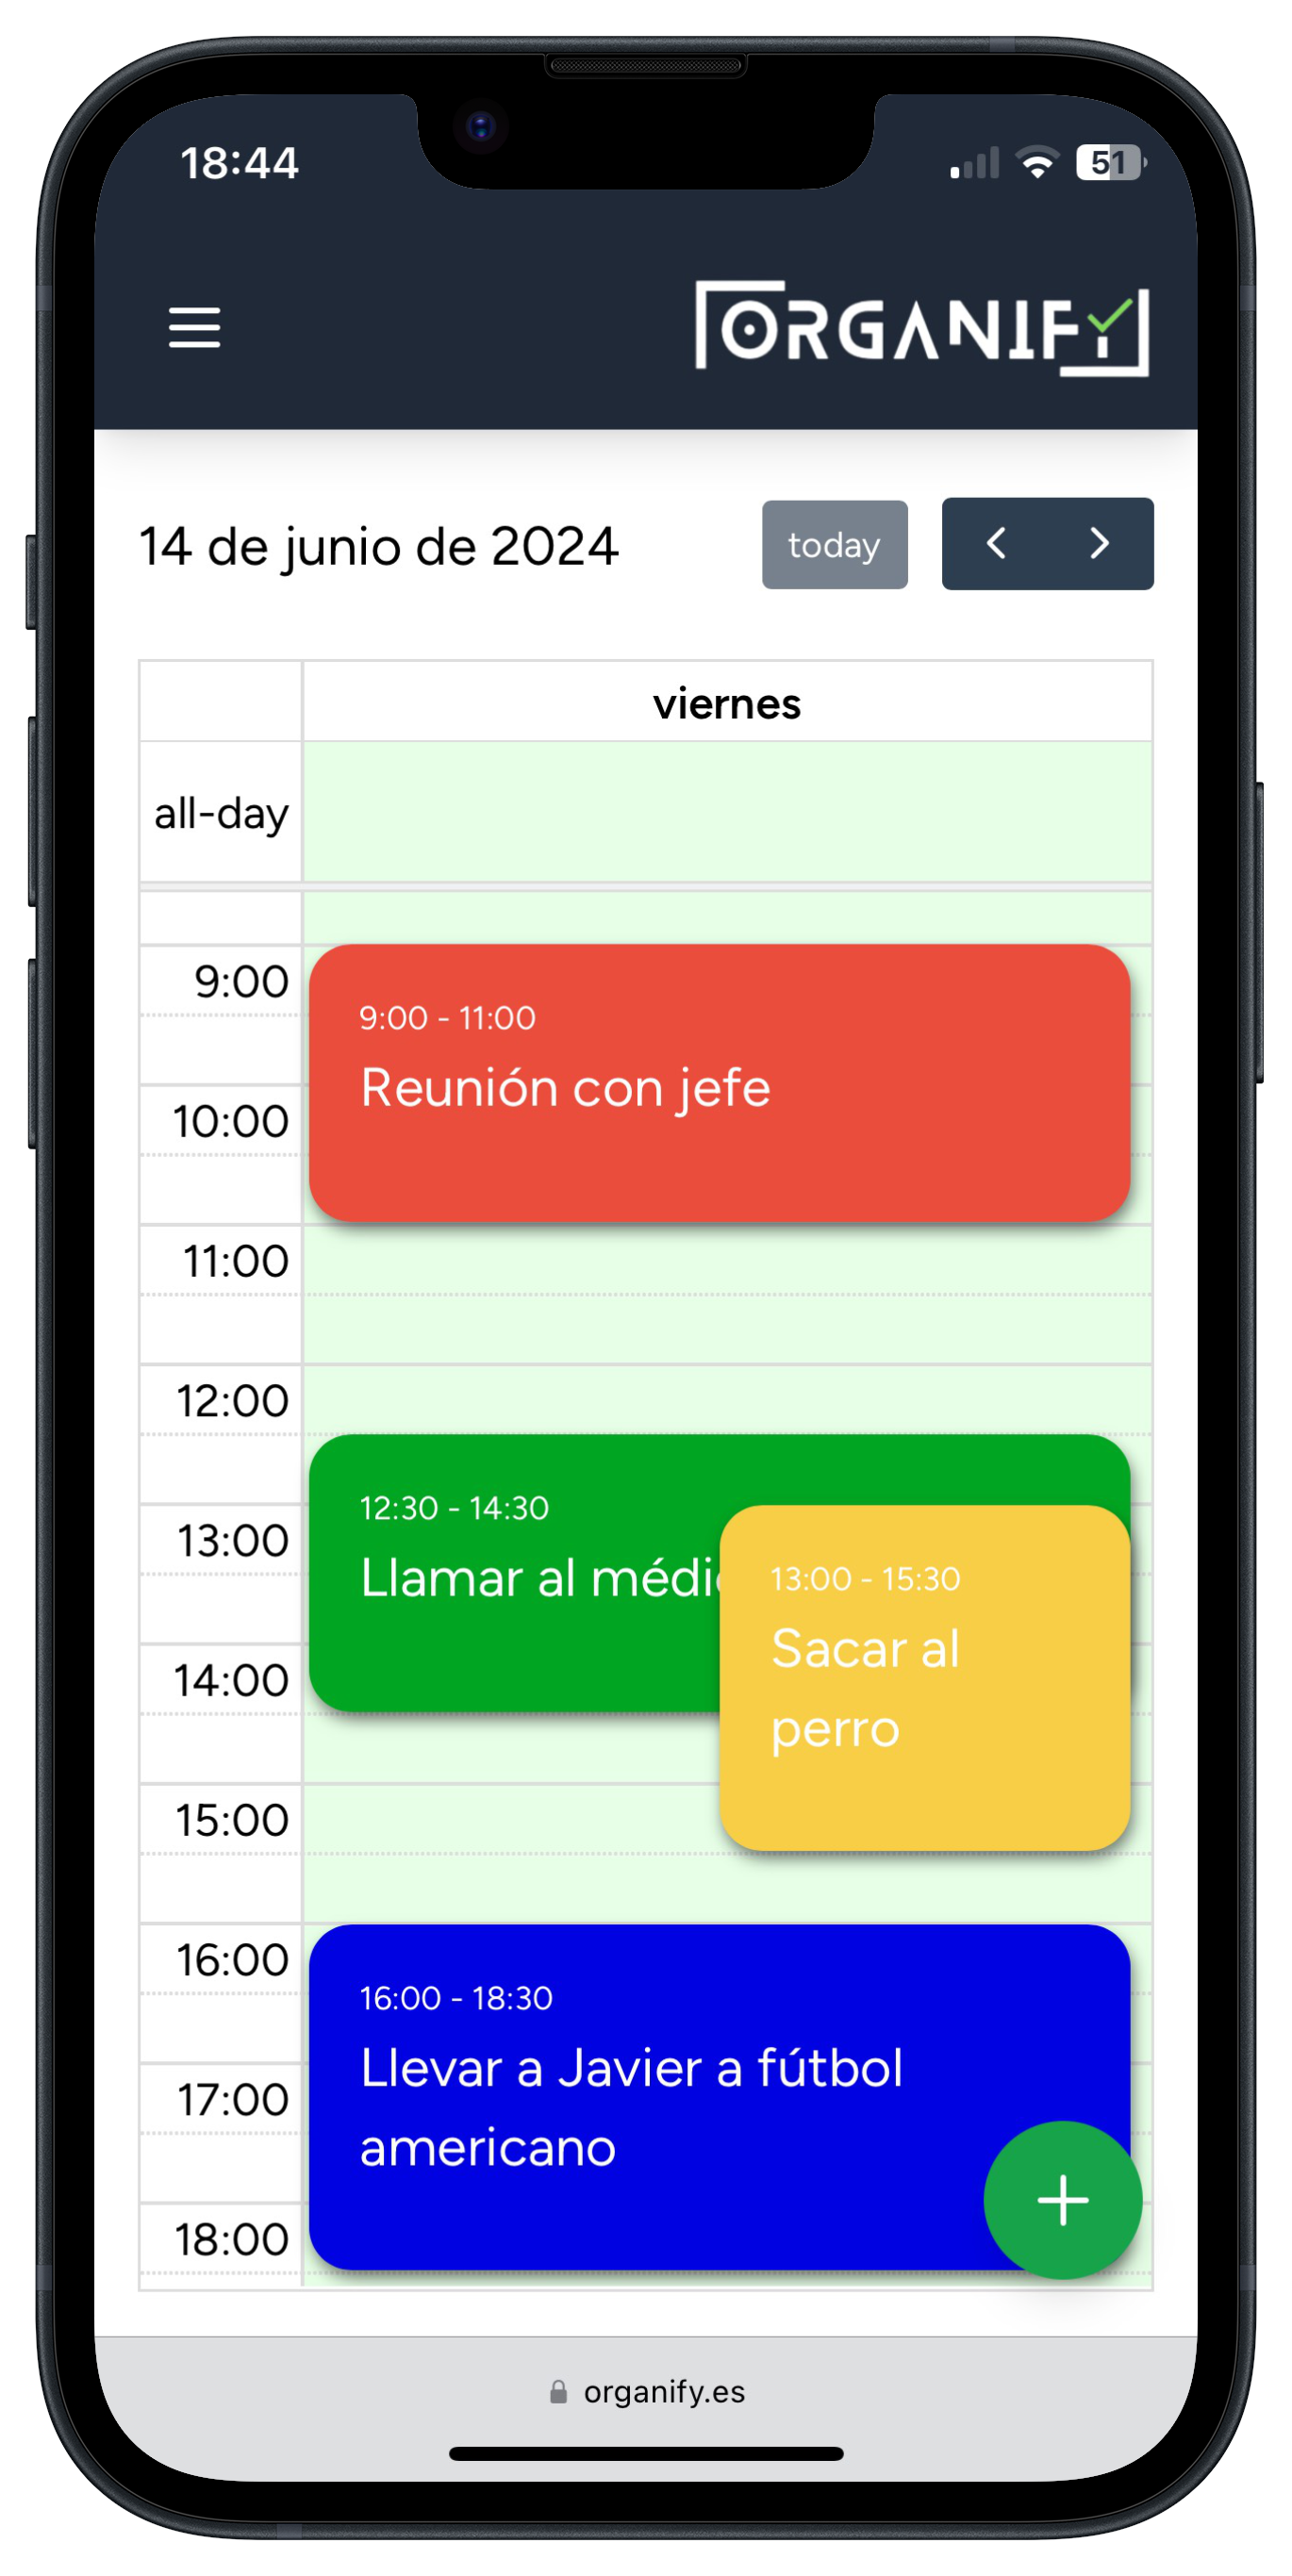 18:44
51
ORGANIFY
14 de junio de 2024
today
viernes
all-day
9:00
9:00 - 11:00
Reunión con jefe
10:00
11:00
12:00
12:30 - 14:30
Llamar al
13:00
13:00 - 15:30
Sacar al
perro
14:00
15:00
16:00
16:00 - 18:30
Llevar a Javier a fútbol
americano
17:00
18:00
organify.es